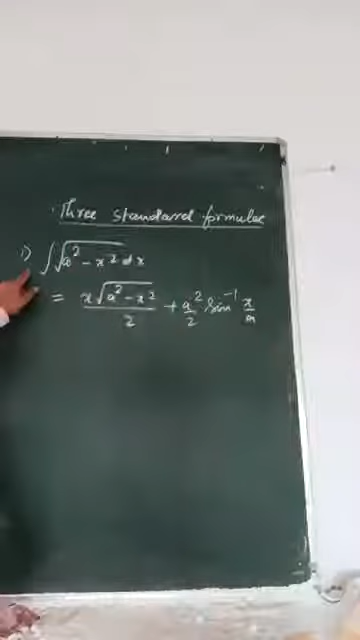 Three standard formulae
1) ∫√(a² - x²) dx
= x√(a² - x²)/2 + a²/2 sin⁻¹ x/a